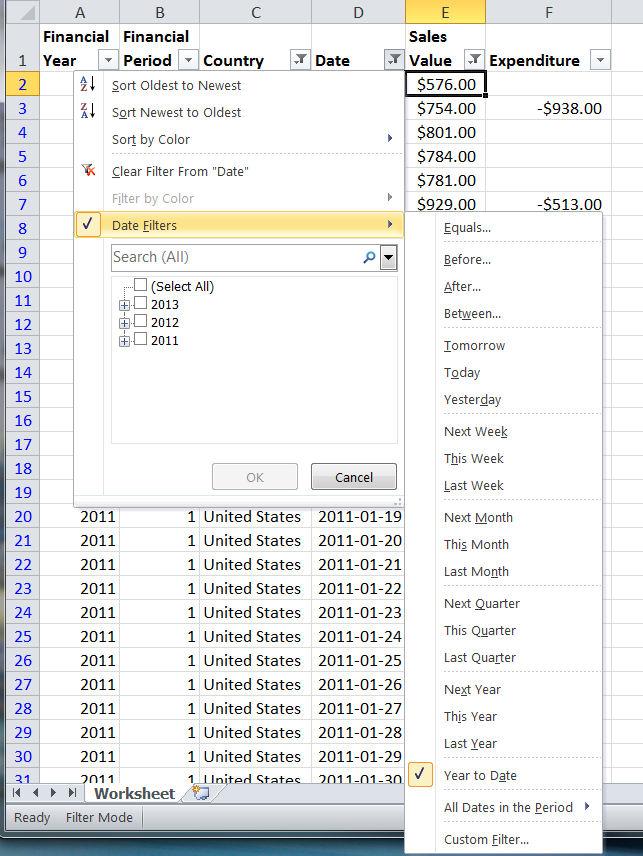 A B C D E F
Financial Financial Sales
1 Year Period Country Date Value Expenditure
2 $576.00
3 $754.00 -$938.00
4 $801.00
5 $784.00
6 $781.00
7 $929.00 -$513.00
8
9
10
11
12
13
14
15
16
17
18
19
Sort Oldest to Newest
Sort Newest to Oldest
Sort by Color
Clear Filter From "Date"
Filter by Color
Date Filters
Search (All)
(Select All)
2013
2012
2011
OK Cancel
Equals...
Before...
After...
Between...
Tomorrow
Today
Yesterday
Next Week
This Week
Last Week
Next Month
This Month
Last Month
Next Quarter
This Quarter
Last Quarter
Next Year
This Year
Last Year
Year to Date
All Dates in the Period
Custom Filter...
20 2011 1 United States 2011-01-19
21 2011 1 United States 2011-01-20
22 2011 1 United States 2011-01-21
23 2011 1 United States 2011-01-22
24 2011 1 United States 2011-01-23
25 2011 1 United States 2011-01-24
26 2011 1 United States 2011-01-25
27 2011 1 United States 2011-01-26
28 2011 1 United States 2011-01-27
29 2011 1 United States 2011-01-28
30 2011 1 United States 2011-01-29
31 2011 1 United States 2011-01-30
Worksheet
Ready Filter Mode